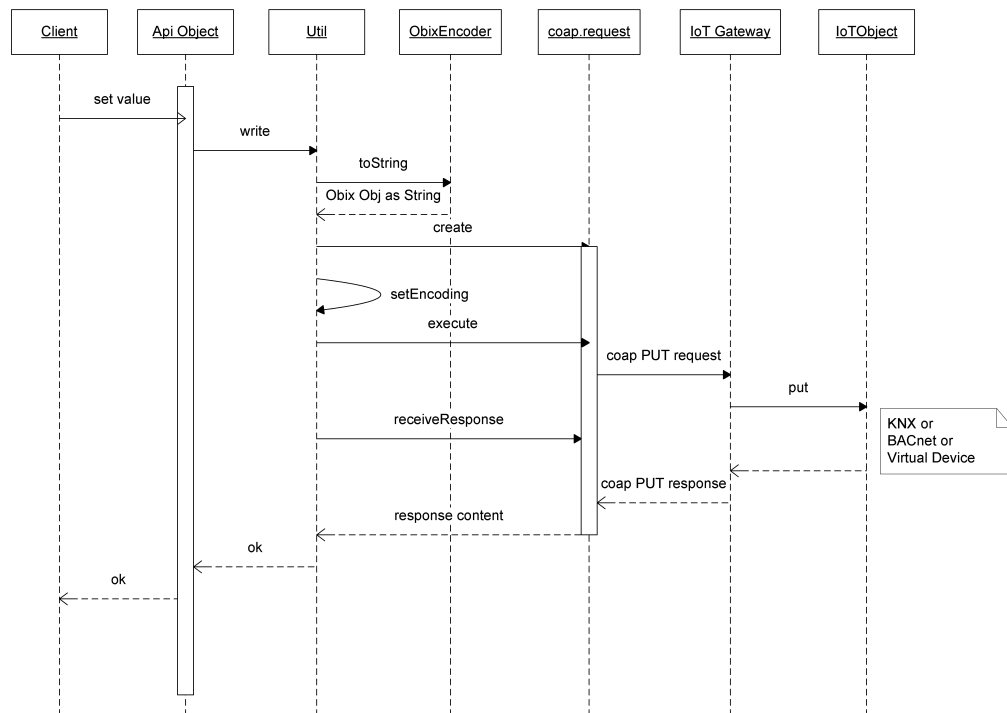 Client
Api Object
Util
ObixEncoder
coap.request
IoT Gateway
IoTObject
set value
write
toString
Obix Obj as String
create
setEncoding
execute
coap PUT request
put
receiveResponse
KNX or
BACnet or
Virtual Device
coap PUT response
response content
ok
ok